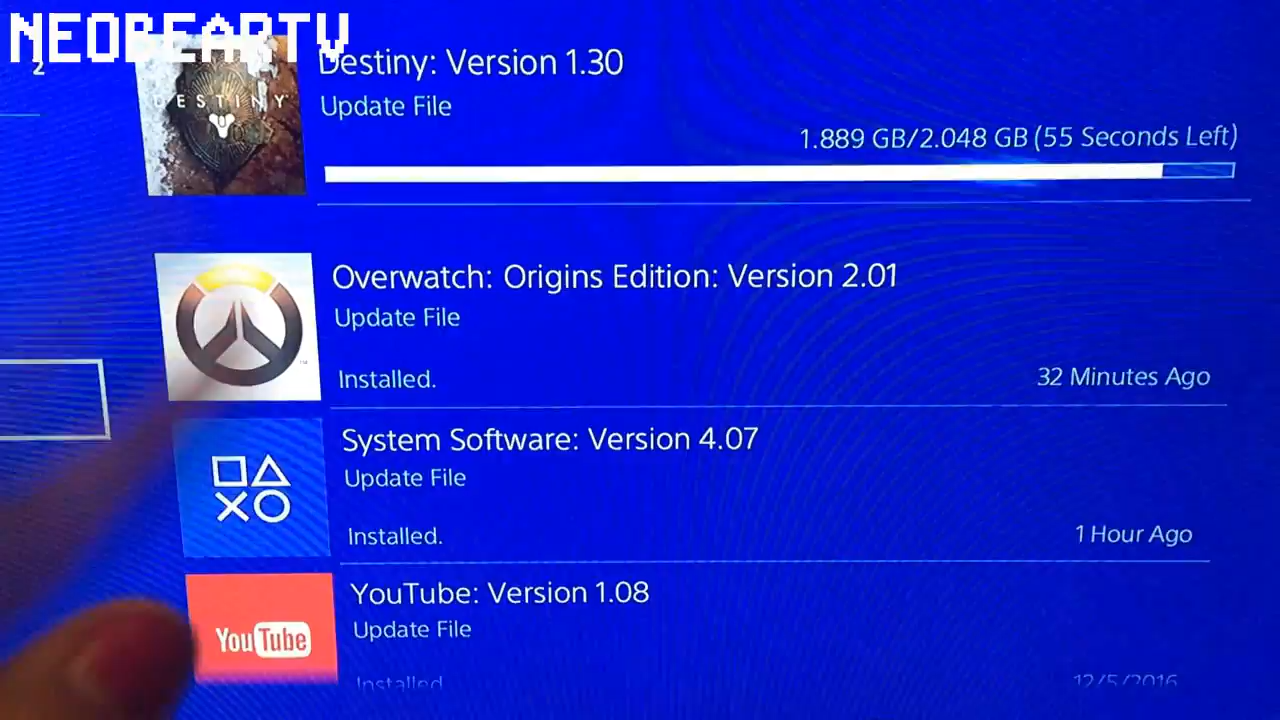 NEOBEARTV
2
DESTINY
Destiny: Version 1.30
Update File
1.889 GB/2.048 GB (55 Seconds Left)
Overwatch: Origins Edition: Version 2.01
Update File
Installed.
32 Minutes Ago
System Software: Version 4.07
Update File
Installed.
1 Hour Ago
YouTube
YouTube: Version 1.08
Update File
Installed
12/5/2016